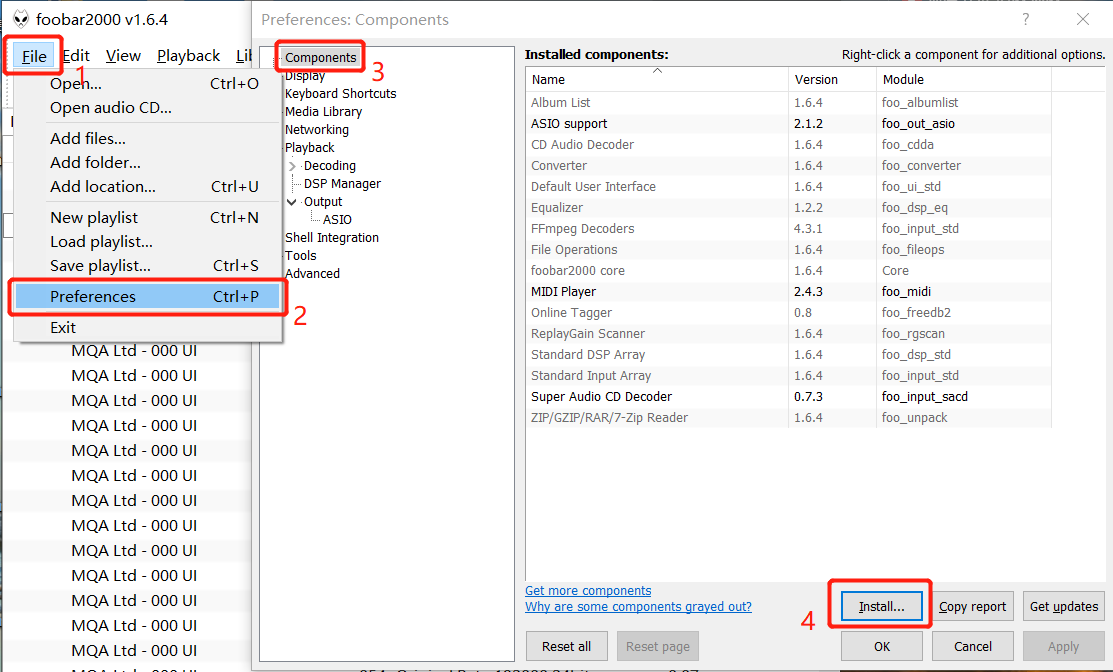 foobar2000 v1.6.4
File Edit View Playback
1
Open... Ctrl+O
Open audio CD...
Add files...
Add folder...
Add location... Ctrl+U
New playlist Ctrl+N
Load playlist...
Save playlist... Ctrl+S
Preferences Ctrl+P
2
Exit
MQA Ltd - 000 UI
MQA Ltd - 000 UI
MQA Ltd - 000 UI
MQA Ltd - 000 UI
MQA Ltd - 000 UI
MQA Ltd - 000 UI
MQA Ltd - 000 UI
MQA Ltd - 000 UI
MQA Ltd - 000 UI
MQA Ltd - 000 UI
MQA Ltd - 000 UI
MQA Ltd - 000 UI
MQA Ltd - 000 UI
Preferences: Components
?
Components
3
Display
Keyboard Shortcuts
Media Library
Networking
Playback
Decoding
DSP Manager
Output
ASIO
Shell Integration
Tools
Advanced
Installed components: Right-click a component for additional options.
Name Version Module
Album List 1.6.4 foo_albumlist
ASIO support 2.1.2 foo_out_asio
CD Audio Decoder 1.6.4 foo_cdda
Converter 1.6.4 foo_converter
Default User Interface 1.6.4 foo_ui_std
Equalizer 1.2.2 foo_dsp_eq
FFmpeg Decoders 4.3.1 foo_input_std
File Operations 1.6.4 foo_fileops
foobar2000 core 1.6.4 Core
MIDI Player 2.4.3 foo_midi
Online Tagger 0.8 foo_freedb2
ReplayGain Scanner 1.6.4 foo_rgscan
Standard DSP Array 1.6.4 foo_dsp_std
Standard Input Array 1.6.4 foo_input_std
Super Audio CD Decoder 0.7.3 foo_input_sacd
ZIP/GZIP/RAR/7-Zip Reader 1.6.4 foo_unpack
Get more components
Why are some components grayed out?
4
Install... Copy report Get updates
Reset all Reset page OK Cancel Apply